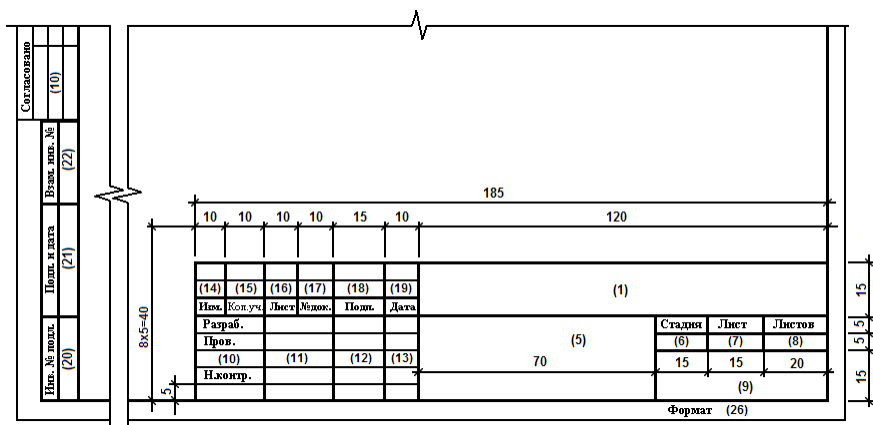 Согласовано
(10)
Взам. инв. №
(22)
Подп. и дата
(21)
Инв. № подл.
(20)
185
10 10 10 10 15 10 120
8х5=40
5
(14) (15) (16) (17) (18) (19)
Изм. Кол.уч. Лист №док. Подп. Дата
(1)
15
Разраб.
Пров.
(10) (11) (12) (13)
Н.контр.
(5)
70
Стадия Лист Листов
(6) (7) (8)
15 15 20
(9)
5
5
15
Формат (26)